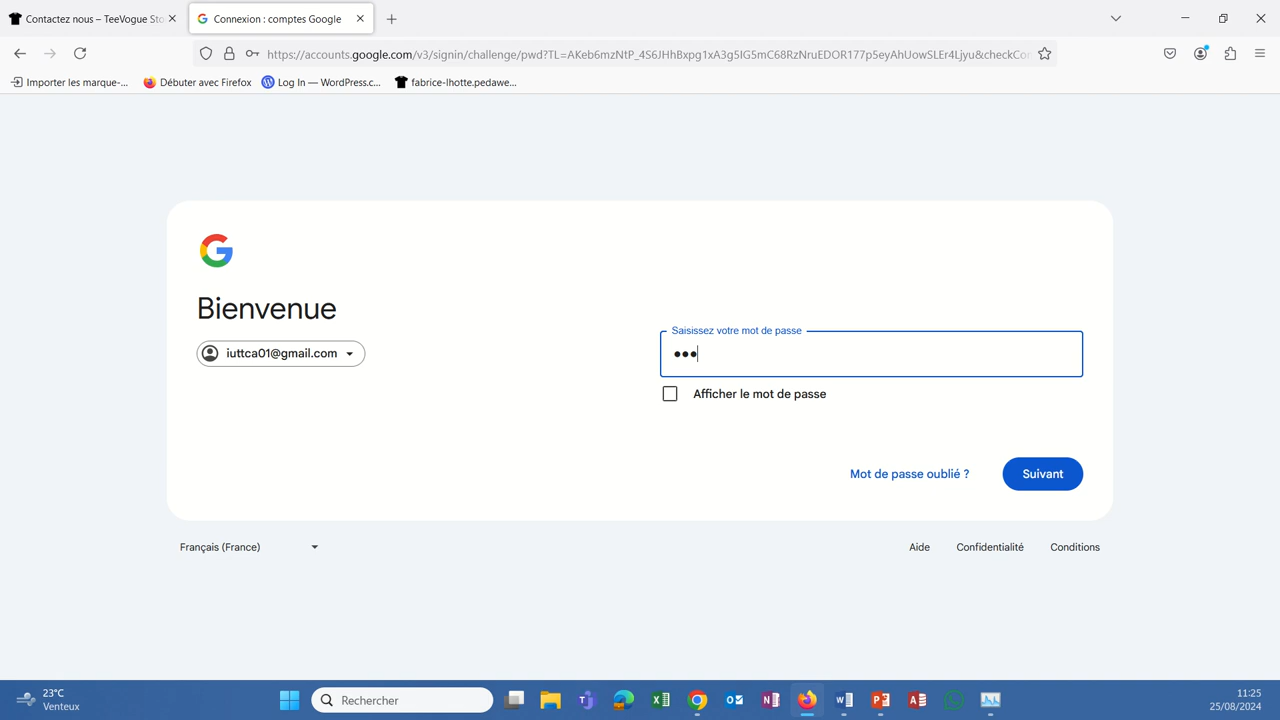 Contactez nous – TeeVogue Sto
Connexion : comptes Google
https://accounts.google.com/v3/signin/challenge/pwd?TL=AKeb6mzNtP_4S6JHhBxpg1xA3g5IG5mC68RzNruEDOR177p5eyAhUowSLEr4Ljyu&checkCon
Importer les marque-...
Débuter avec Firefox
Log In — WordPress.c...
fabrice-lhotte.pedawe...
Bienvenue
iuttca01@gmail.com
Saisissez votre mot de passe
•••
Afficher le mot de passe
Mot de passe oublié ?
Suivant
Français (France)
Aide
Confidentialité
Conditions
23°C
Venteux
Rechercher
11:25
25/08/2024